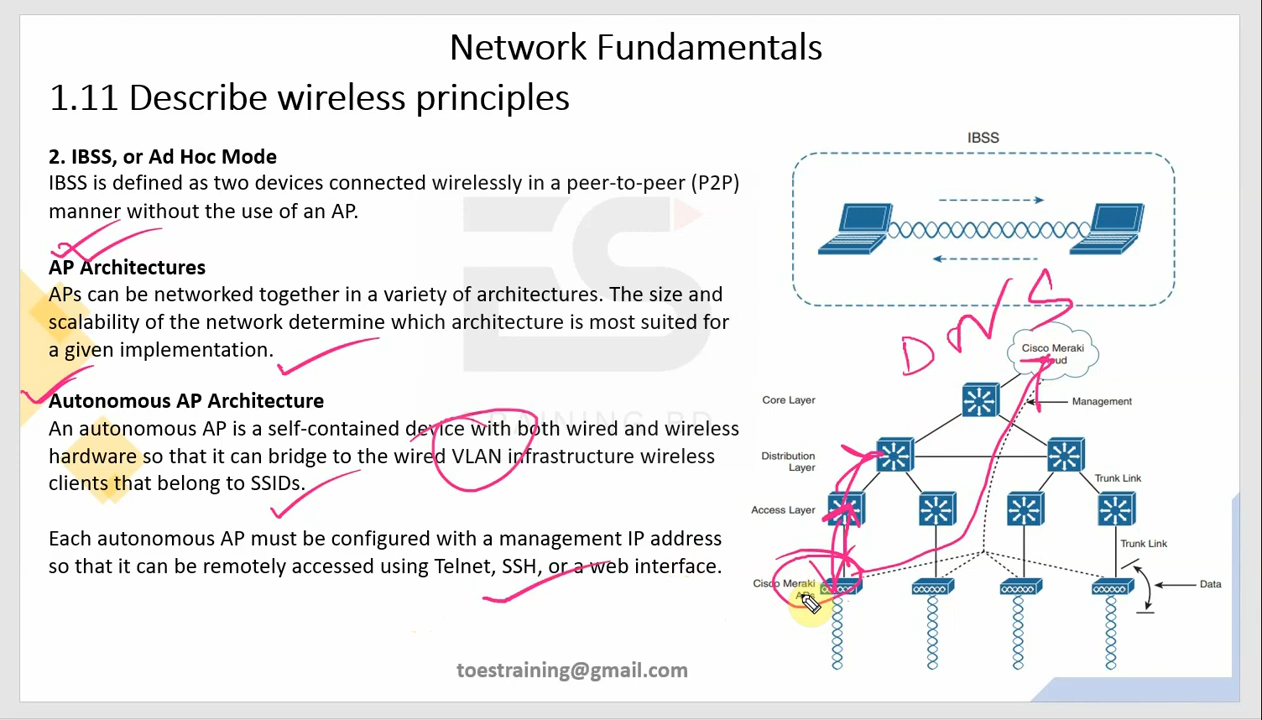 Network Fundamentals
1.11 Describe wireless principles
2. IBSS, or Ad Hoc Mode
IBSS is defined as two devices connected wirelessly in a peer-to-peer (P2P)
manner without the use of an AP.
AP Architectures
APs can be networked together in a variety of architectures. The size and
scalability of the network determine which architecture is most suited for
a given implementation.
Autonomous AP Architecture
An autonomous AP is a self-contained device with both wired and wireless
hardware so that it can bridge to the wired VLAN infrastructure wireless
clients that belong to SSIDs.
Each autonomous AP must be configured with a management IP address
so that it can be remotely accessed using Telnet, SSH, or a web interface.
toestraining@gmail.com
IBSS
DNS
Cisco Meraki
Cloud
Core Layer
Management
Distribution
Layer
Trunk Link
Access Layer
Trunk Link
Cisco Meraki
APs
Data
ES